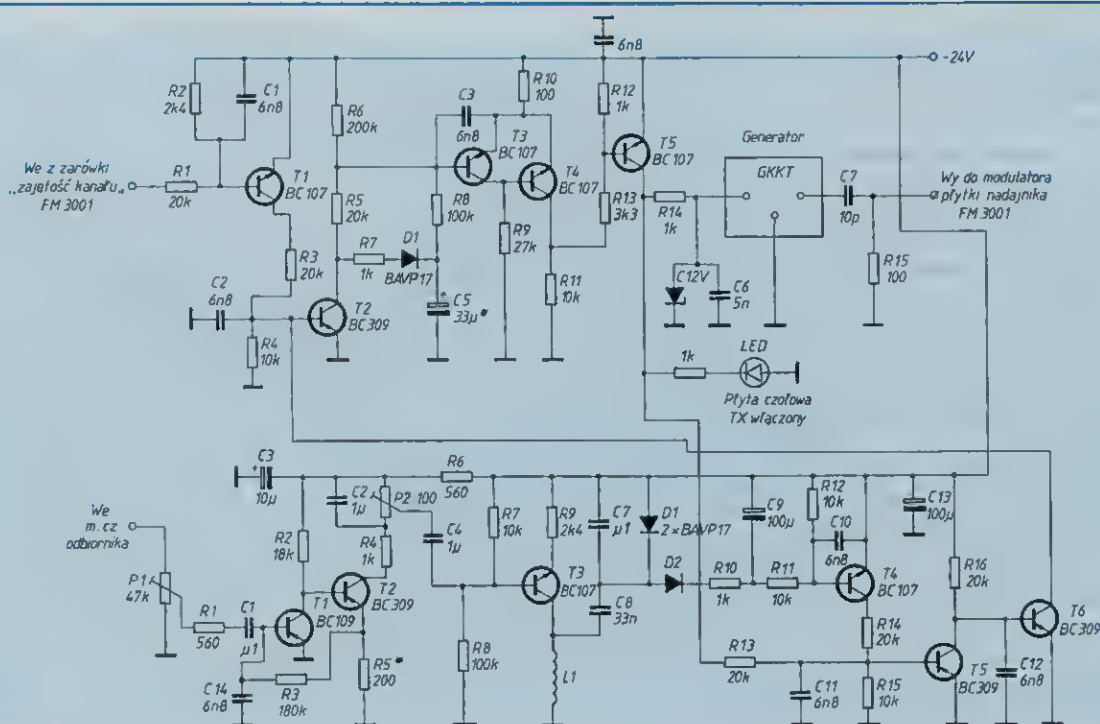 6n8
-24V
R2
2k4
C1
6n8
R6
200k
C3
6n8
R10
100
R12
1k
T3
BC107
T4
BC107
T5
BC107
Generator
GKKT
C7
10p
We z zarówki
„zajętość kanału„
FM 3001
R1
20k
T1
BC107
R5
20k
R8
100k
R9
27k
R13
3k3
R14
1k
Wy do modulatora
płytki nadajnika
FM 3001
R3
20k
R7
1k
D1
BAVP17
C5
33µ*
R11
10k
C12V
C6
5n
R15
100
C2
6n8
R4
10k
T2
BC309
1k
LED
Płyta czołowa
TX włączony
C3
10µ
R6
560
C2
1µ
P2 100
R2
18k
R4
1k
C4
1µ
R7
10k
R9
2k4
C7
µ1
D1
2×BAVP17
C9
100µ
R12
10k
C10
6n8
C13
100µ
We
m.cz
odbiornika
P1
47k
R1
560
C1
µ1
T1
BC109
T2
BC309
T3
BC107
D2
R10
1k
R11
10k
T4
BC107
R16
20k
T6
BC309
C8
33n
R14
20k
C14
6n8
R3
180k
R5*
200
R8
100k
L1
R13
20k
C11
6n8
R15
10k
T5
BC309
C12
6n8